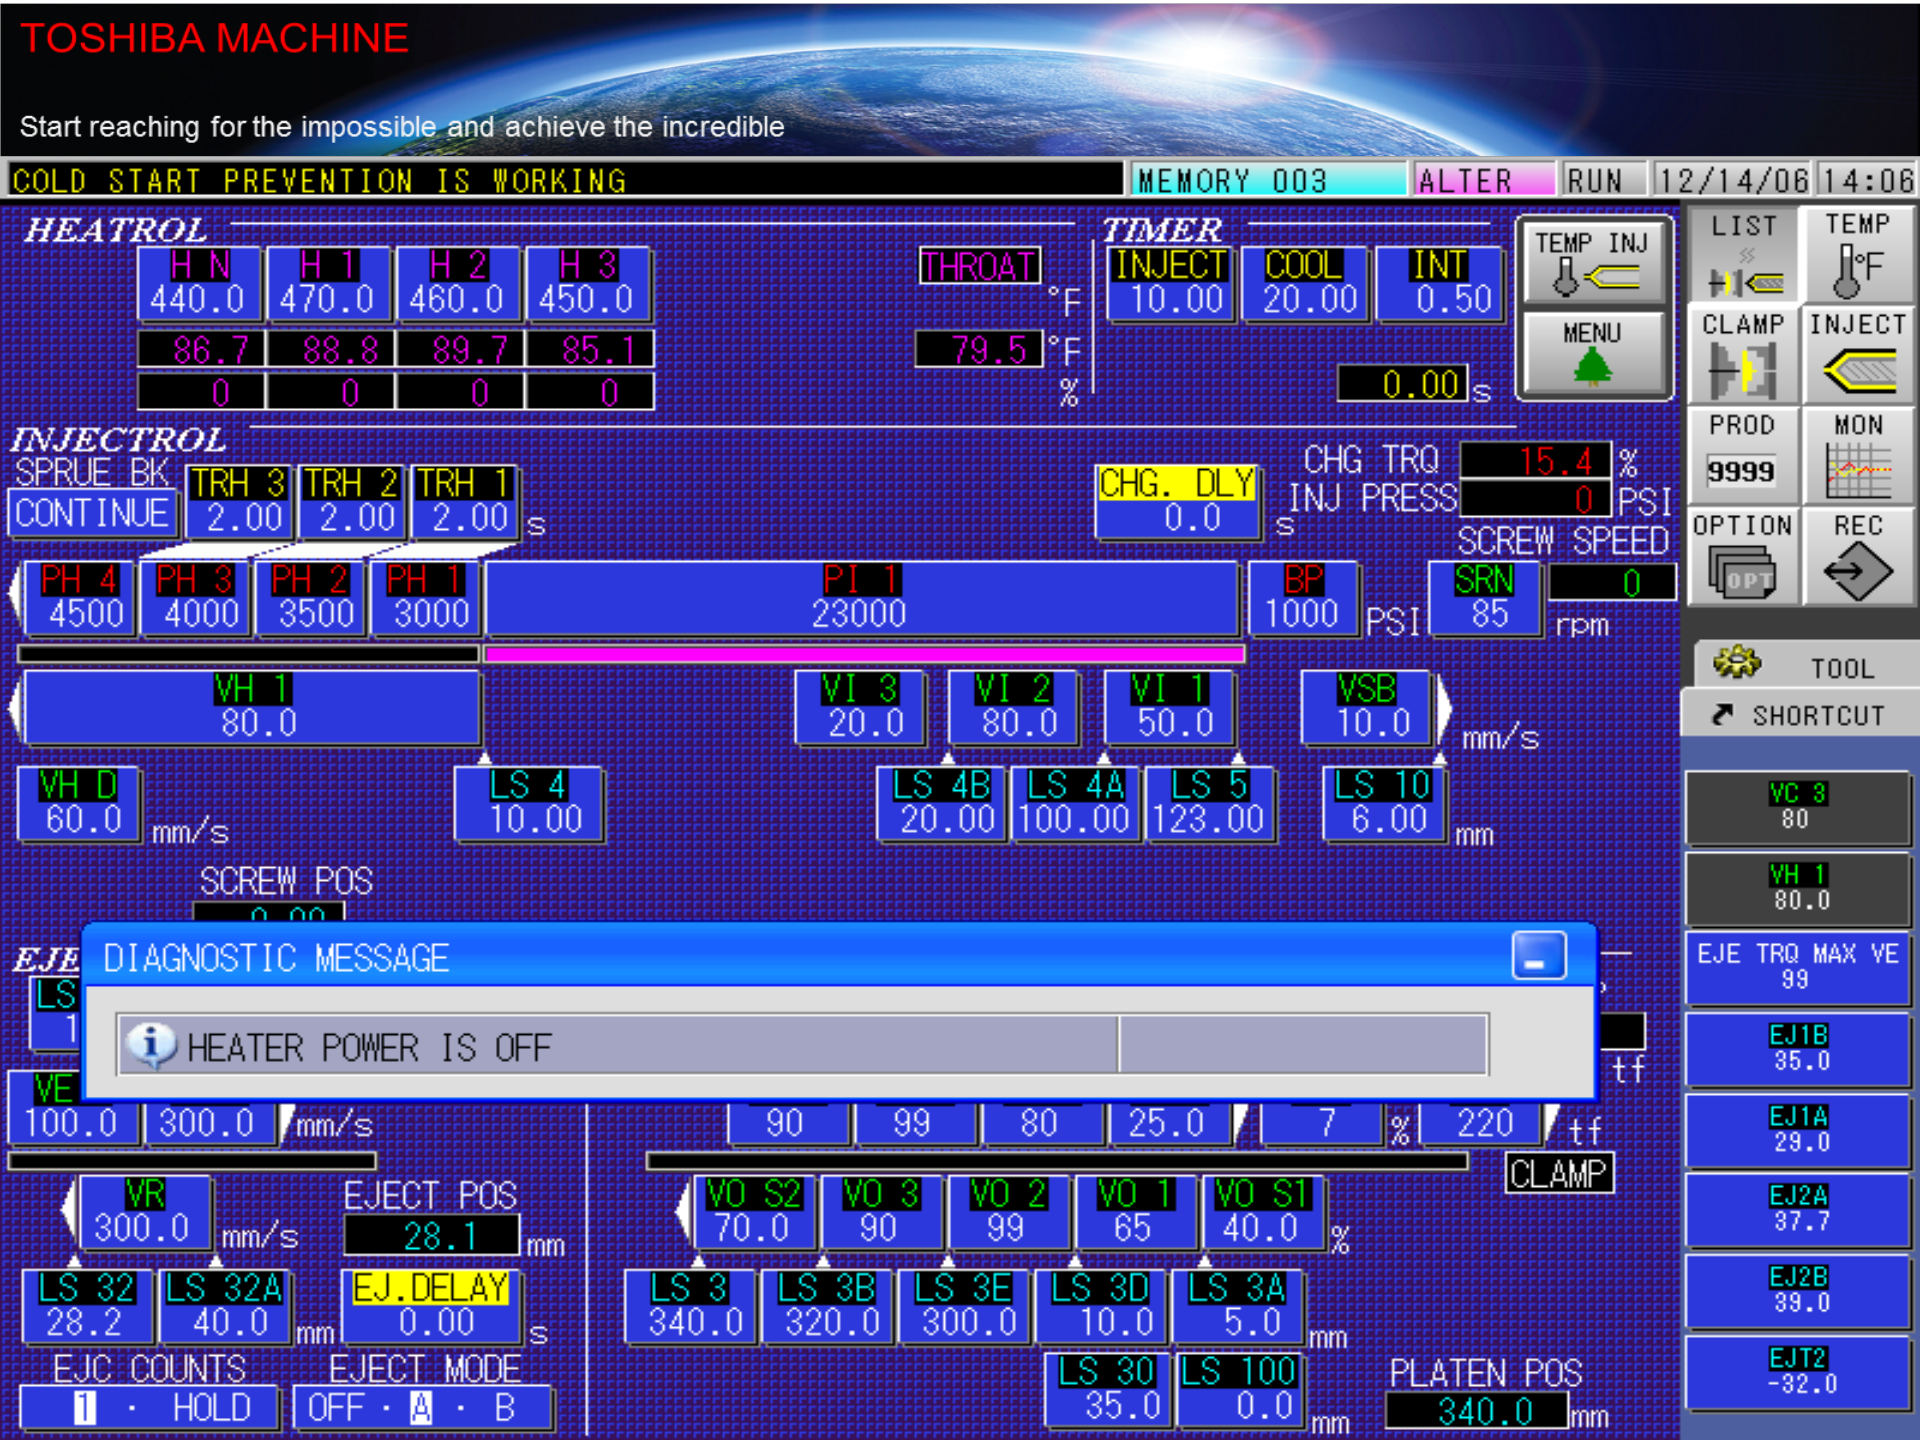 TOSHIBA MACHINE
Start reaching for the impossible and achieve the incredible
COLD START PREVENTION IS WORKING MEMORY 003 ALTER RUN 12/14/06 14:06
HEATROL TIMER
H N H 1 H 2 H 3 THROAT INJECT COOL INT
440.0 470.0 460.0 450.0 °F 10.00 20.00 0.50
86.7 88.8 89.7 85.1 79.5 °F
0 0 0 0 % 0.00 s
TEMP INJ
MENU
LIST TEMP
°F
CLAMP INJECT
PROD MON
9999
OPTION REC
OPT
INJECTROL
SPRUE BK TRH 3 TRH 2 TRH 1 CHG. DLY CHG TRQ 15.4 %
CONTINUE 2.00 2.00 2.00 s 0.0 s INJ PRESS 0 PSI
SCREW SPEED
PH 4 PH 3 PH 2 PH 1 PI 1 BP SRN 0
4500 4000 3500 3000 23000 1000 PSI 85 rpm
VH 1 VI 3 VI 2 VI 1 VSB
80.0 20.0 80.0 50.0 10.0 mm/s
VH D LS 4 LS 4B LS 4A LS 5 LS 10
60.0 mm/s 10.00 20.00 100.00 123.00 6.00 mm
SCREW POS
0.00
TOOL
SHORTCUT
VC 3
80
VH 1
80.0
EJE TRQ MAX VE
99
EJ1B
35.0
EJ1A
29.0
EJ2A
37.7
EJ2B
39.0
EJT2
-32.0
EJE
DIAGNOSTIC MESSAGE
LS
1
HEATER POWER IS OFF
tf
VE
100.0 300.0 mm/s 90 99 80 25.0 7 % 220 tf
CLAMP
VR EJECT POS VO S2 VO 3 VO 2 VO 1 VO S1
300.0 mm/s 28.1 mm 70.0 90 99 65 40.0 %
LS 32 LS 32A EJ.DELAY LS 3 LS 3B LS 3E LS 3D LS 3A
28.2 40.0 mm 0.00 s 340.0 320.0 300.0 10.0 5.0 mm
EJC COUNTS EJECT MODE LS 30 LS 100 PLATEN POS
1 · HOLD OFF · A · B 35.0 0.0 mm 340.0 mm